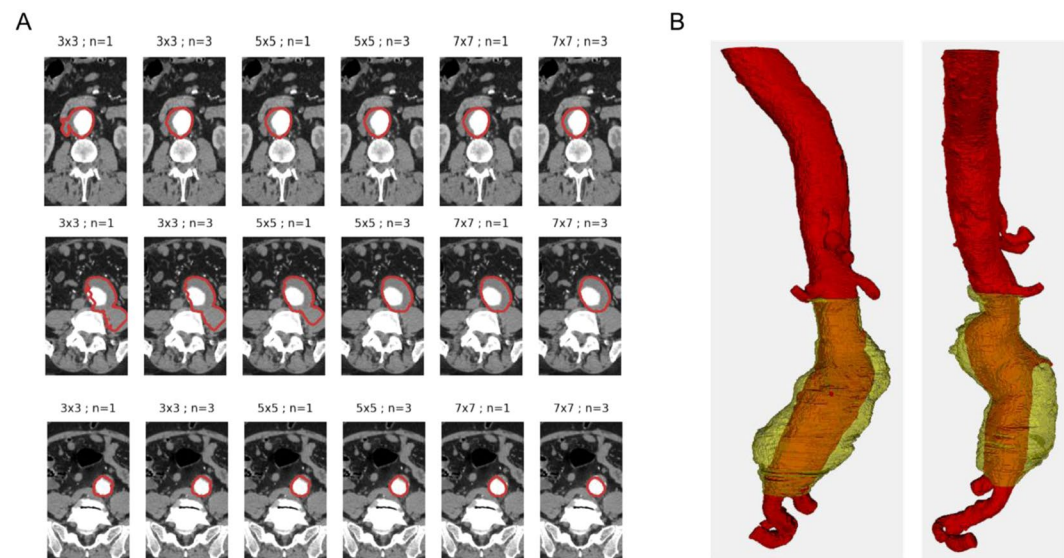 A
B
3x3 ; n=1 3x3 ; n=3 5x5 ; n=1 5x5 ; n=3 7x7 ; n=1 7x7 ; n=3
3x3 ; n=1 3x3 ; n=3 5x5 ; n=1 5x5 ; n=3 7x7 ; n=1 7x7 ; n=3
3x3 ; n=1 3x3 ; n=3 5x5 ; n=1 5x5 ; n=3 7x7 ; n=1 7x7 ; n=3